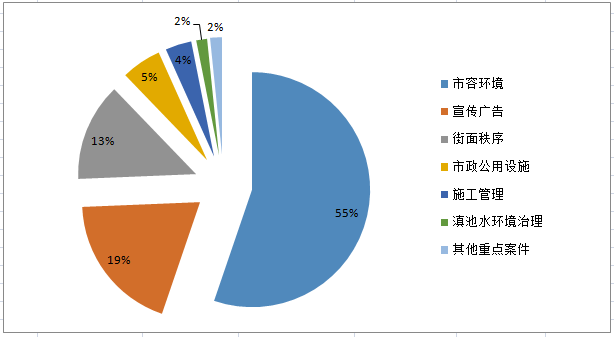 2%
2%
4%
5%
13%
19%
55%
市容环境
宣传广告
街面秩序
市政公用设施
施工管理
滇池水环境治理
其他重点案件